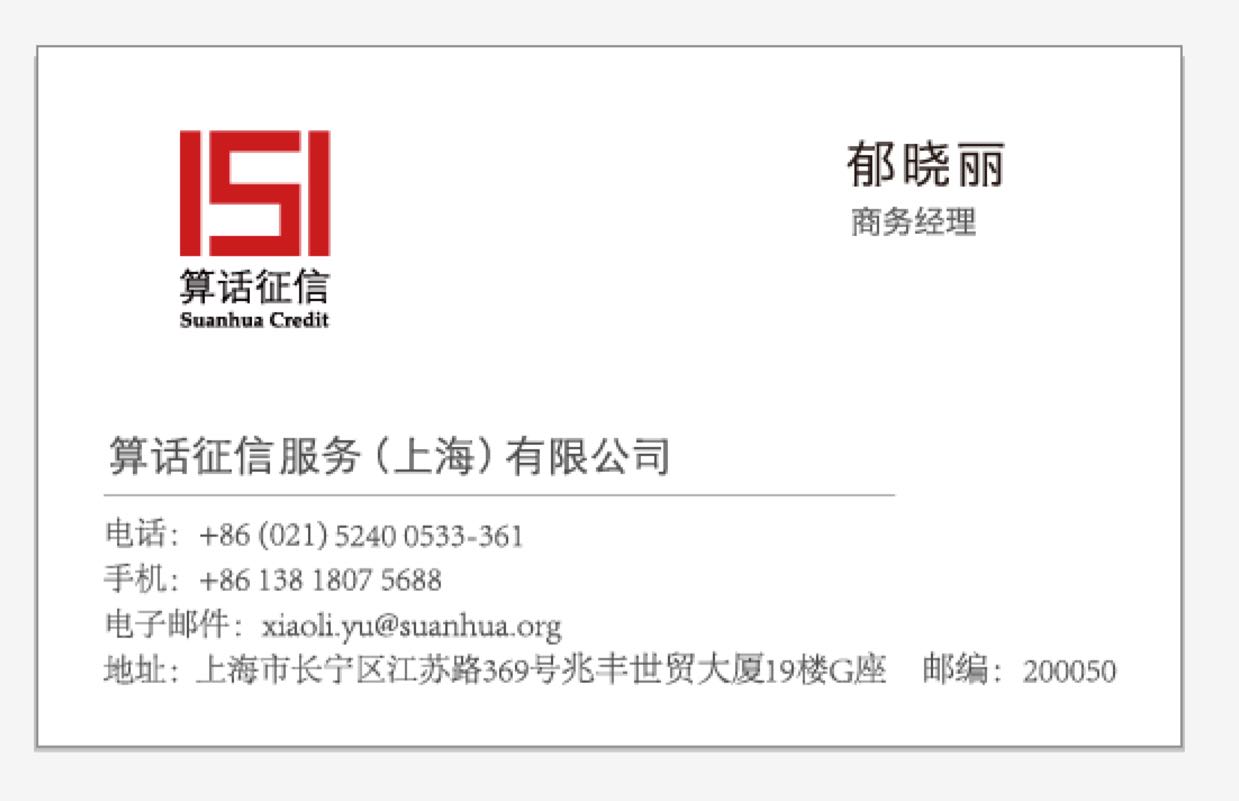 算话征信
Suanhua Credit
郁晓丽
商务经理
算话征信服务（上海）有限公司
电话：+86 (021) 5240 0533-361
手机：+86 138 1807 5688
电子邮件：xiaoli.yu@suanhua.org
地址：上海市长宁区江苏路369号兆丰世贸大厦19楼G座 邮编：200050